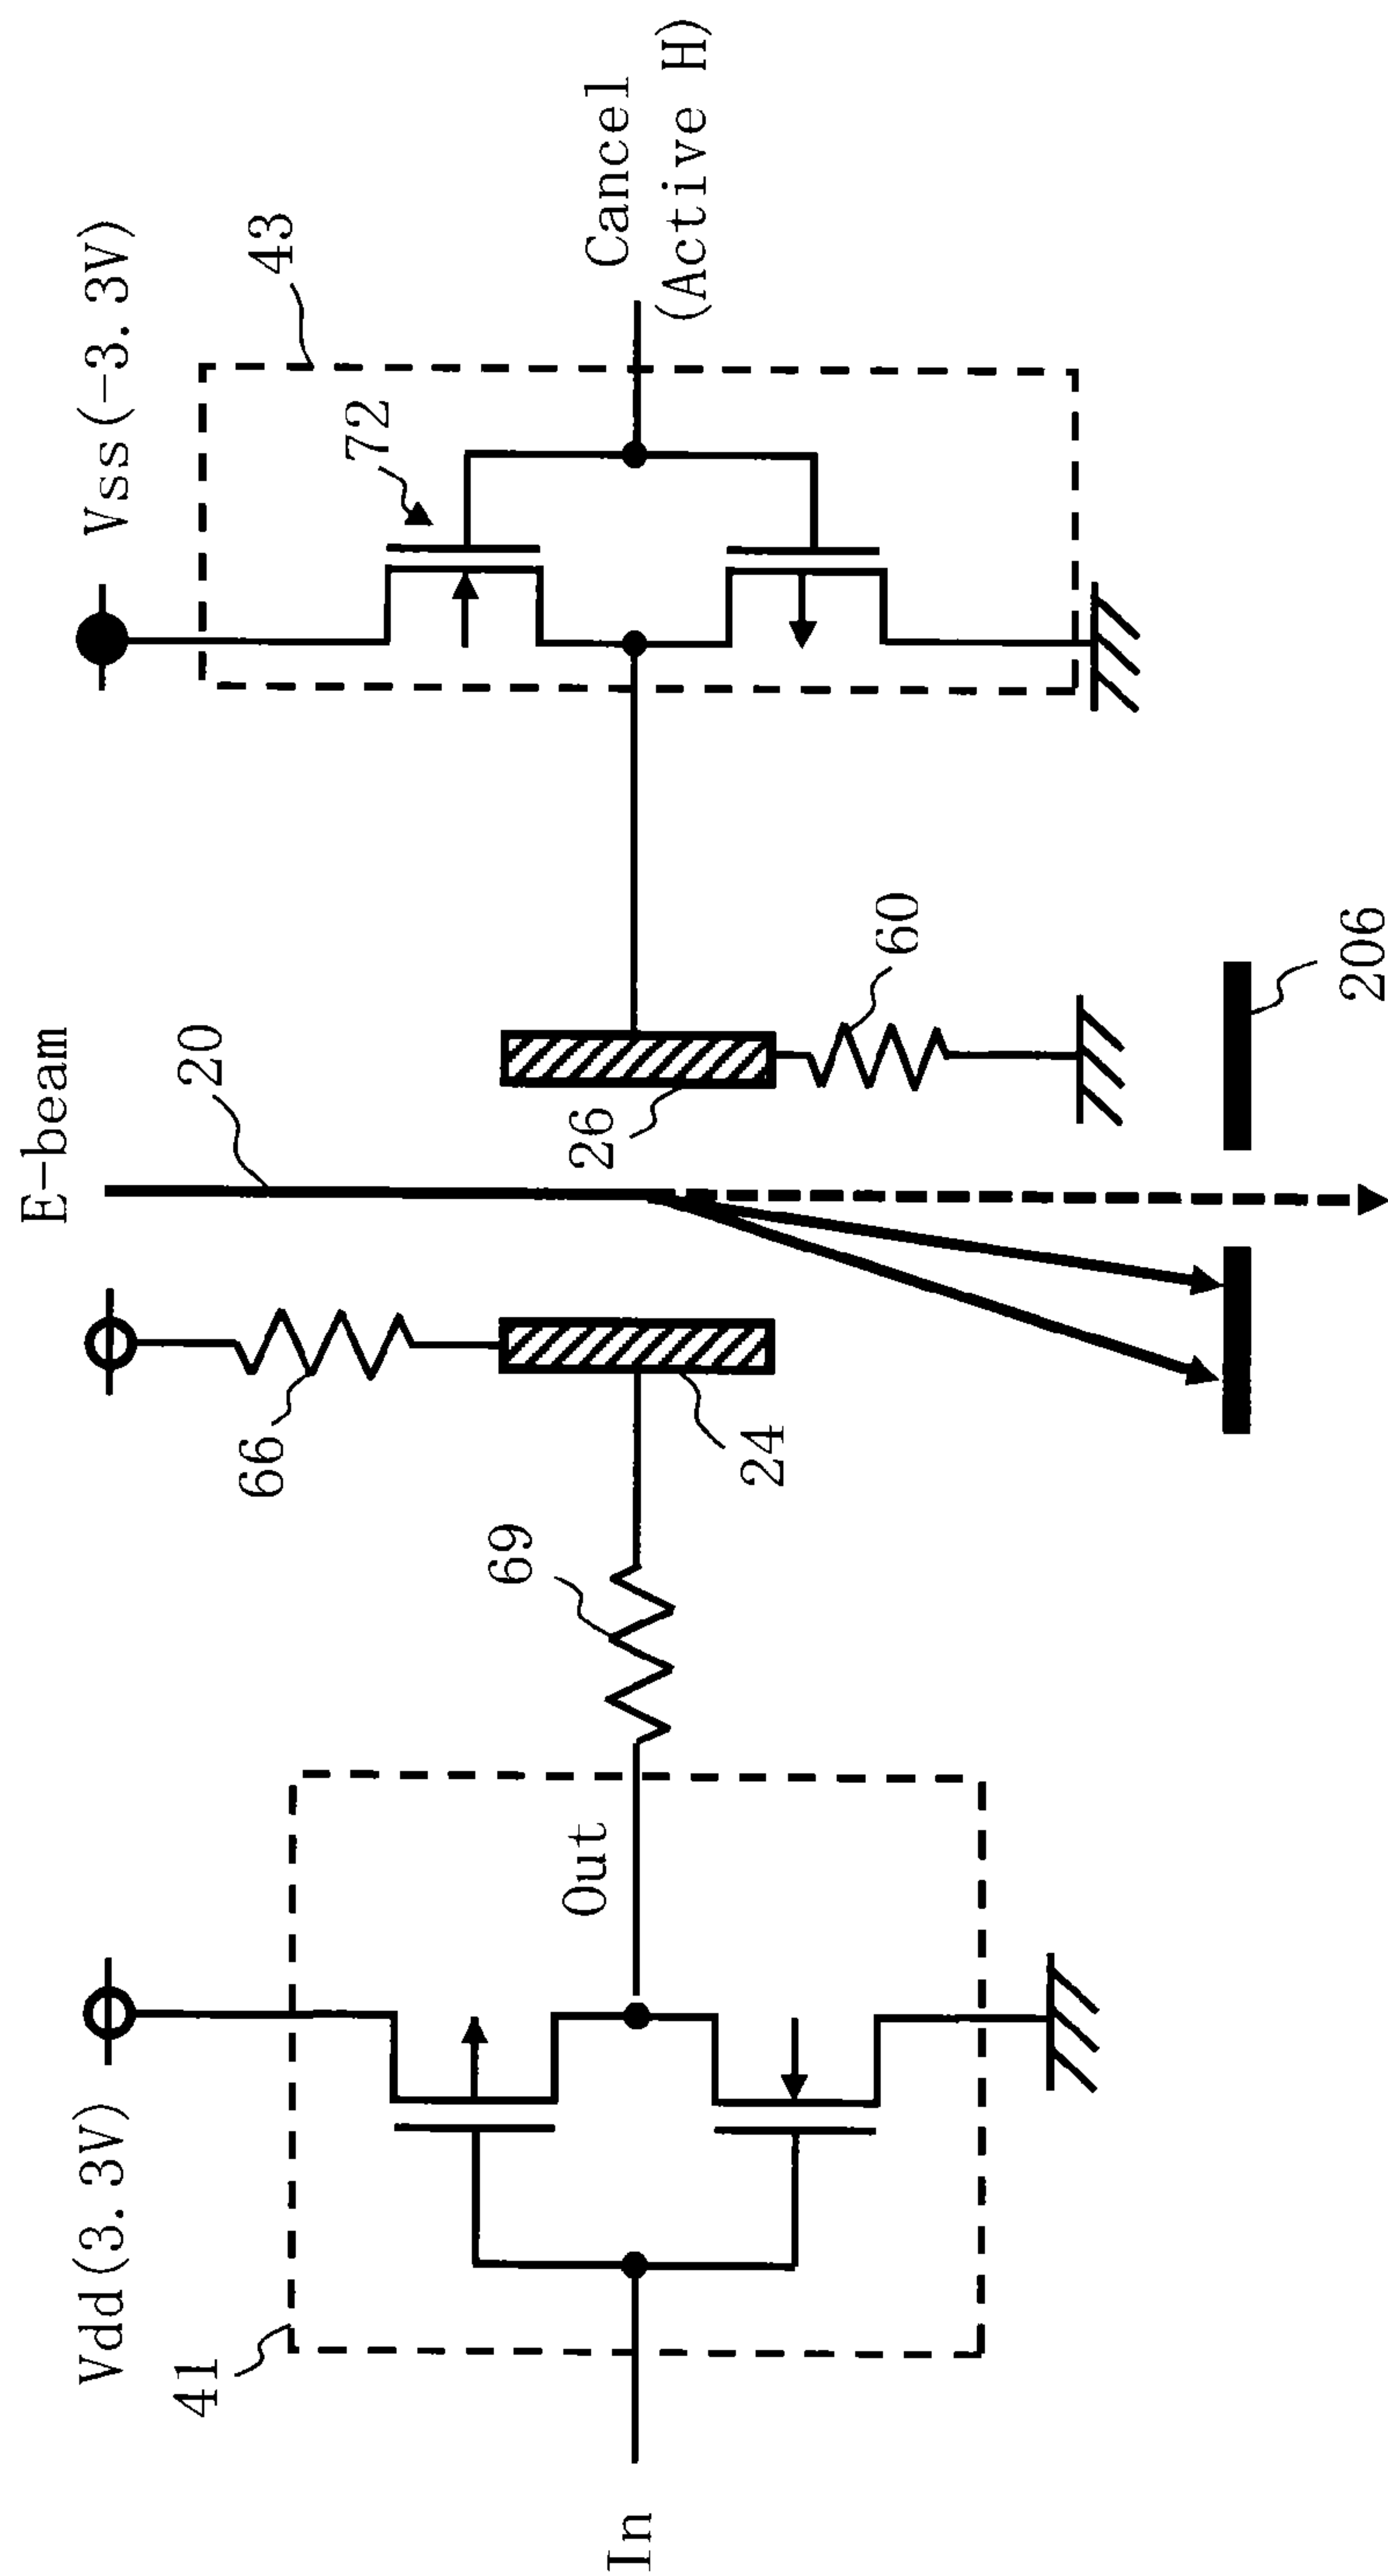 E-beam
Vdd(3.3V)
Vss(-3.3V)
41
20
66
43
72
69
Out
26
Cancel
(Active H)
In
24
60
206